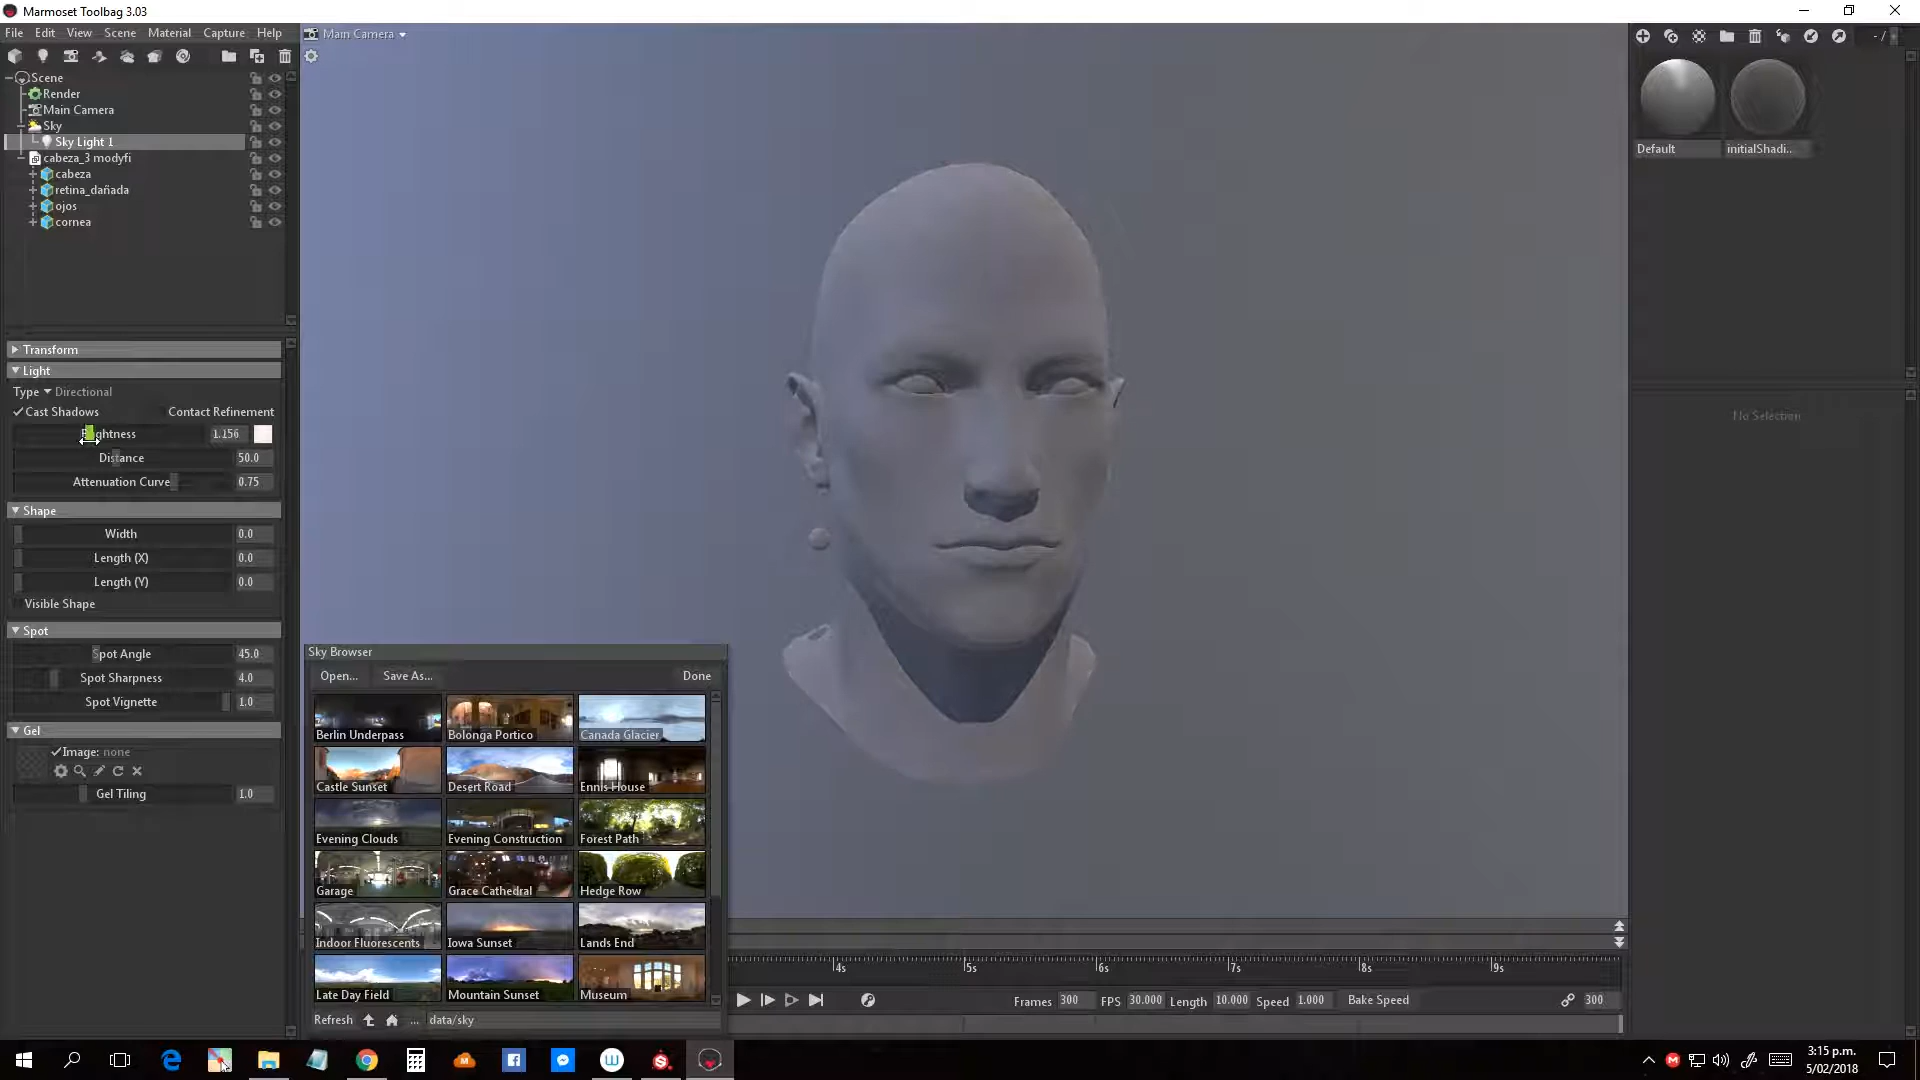 Marmoset Toolbag 3.03
File Edit View Scene Material Capture Help
Main Camera
Scene
Render
Main Camera
Sky
Sky Light 1
cabeza_3 modyfi
cabeza
retina_dañada
ojos
cornea
Transform
Light
Type Directional
Cast Shadows Contact Refinement
Brightness 1.156
Distance 50.0
Attenuation Curve 0.75
Shape
Width 0.0
Length (X) 0.0
Length (Y) 0.0
Visible Shape
Spot
Spot Angle 45.0
Spot Sharpness 4.0
Spot Vignette 1.0
Gel
Image: none
Gel Tiling 1.0
Sky Browser
Open... Save As... Done
Berlin Underpass Bolonga Portico Canada Glacier
Castle Sunset Desert Road Ennis House
Evening Clouds Evening Construction Forest Path
Garage Grace Cathedral Hedge Row
Indoor Fluorescents Iowa Sunset Lands End
Late Day Field Mountain Sunset Museum
Refresh ... data/sky
4s 5s 6s 7s 8s 9s
Frames 300 FPS 30.000 Length 10.000 Speed 1.000 Bake Speed 300
- /
Default initialShadi...
No Selection
3:15 p.m.
5/02/2018